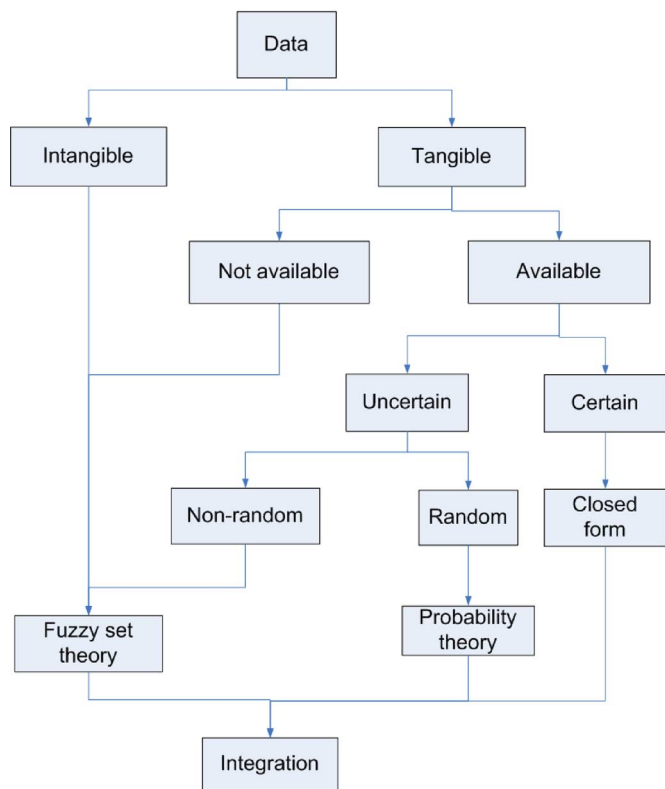 Data
Intangible
Tangible
Not available
Available
Uncertain
Certain
Non-random
Random
Closed
form
Fuzzy set
theory
Probability
theory
Integration